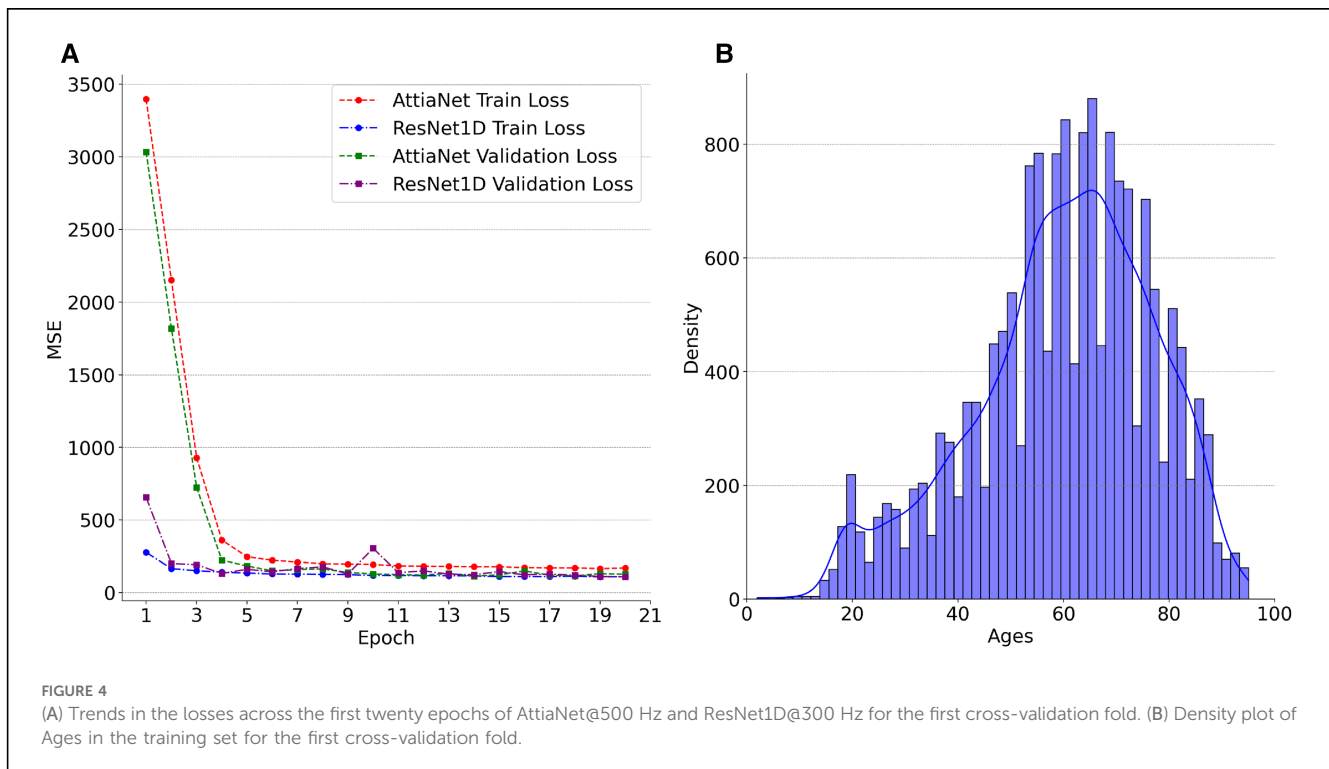 A
B
3500
3000
2500
2000
1500
1000
500
0
MSE
1 3 5 7 9 11 13 15 17 19 21
Epoch
AttiaNet Train Loss
ResNet1D Train Loss
AttiaNet Validation Loss
ResNet1D Validation Loss
800
600
400
200
0
Density
0 20 40 60 80 100
Ages
FIGURE 4
(A) Trends in the losses across the first twenty epochs of AttiaNet@500 Hz and ResNet1D@300 Hz for the first cross-validation fold. (B) Density plot of
Ages in the training set for the first cross-validation fold.